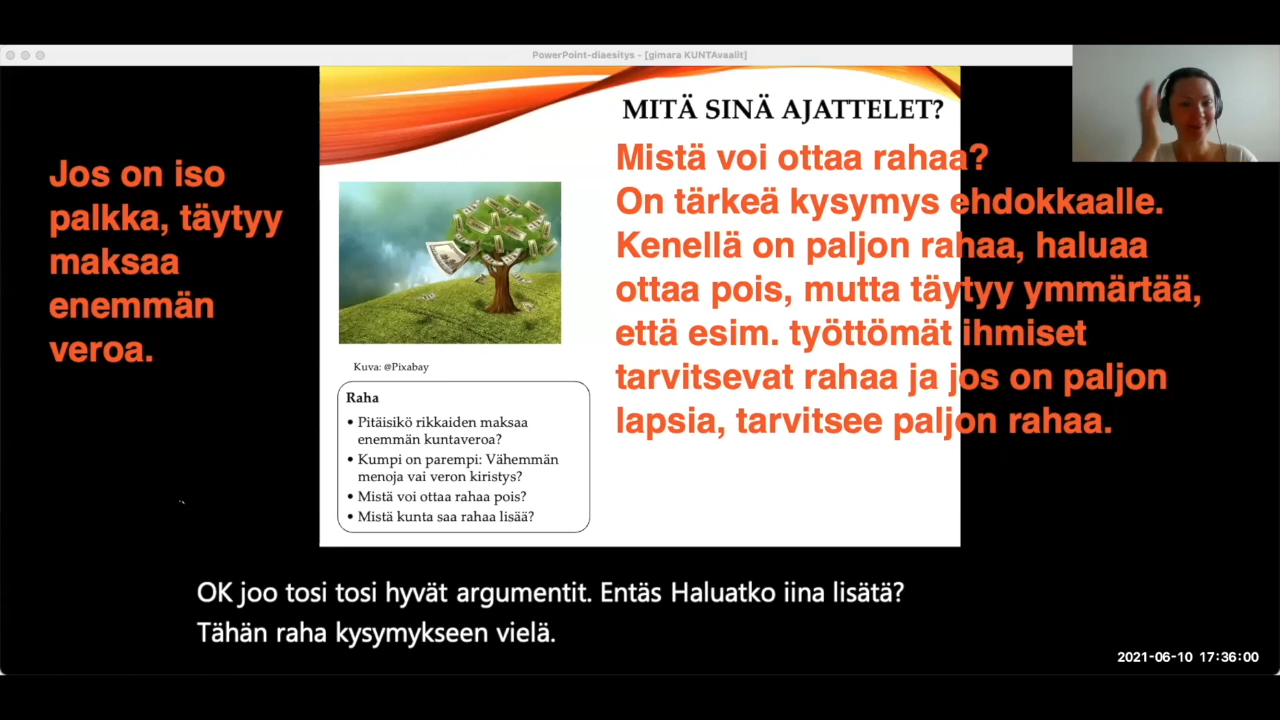 PowerPoint-diaesitys - [gimara KUNTAvaalit]
MITÄ SINÄ AJATTELET?
Jos on iso
palkka, täytyy
maksaa
enemmän
veroa.
Mistä voi ottaa rahaa?
On tärkeä kysymys ehdokkaalle.
Kenellä on paljon rahaa, haluaa
ottaa pois, mutta täytyy ymmärtää,
että esim. työttömät ihmiset
tarvitsevat rahaa ja jos on paljon
lapsia, tarvitsee paljon rahaa.
Kuva: @Pixabay
Raha
• Pitäisikö rikkaiden maksaa
enemmän kuntaveroa?
• Kumpi on parempi: Vähemmän
menoja vai veron kiristys?
• Mistä voi ottaa rahaa pois?
• Mistä kunta saa rahaa lisää?
OK joo tosi tosi hyvät argumentit. Entäs Haluatko iina lisätä?
Tähän raha kysymykseen vielä.
2021-06-10 17:36:00